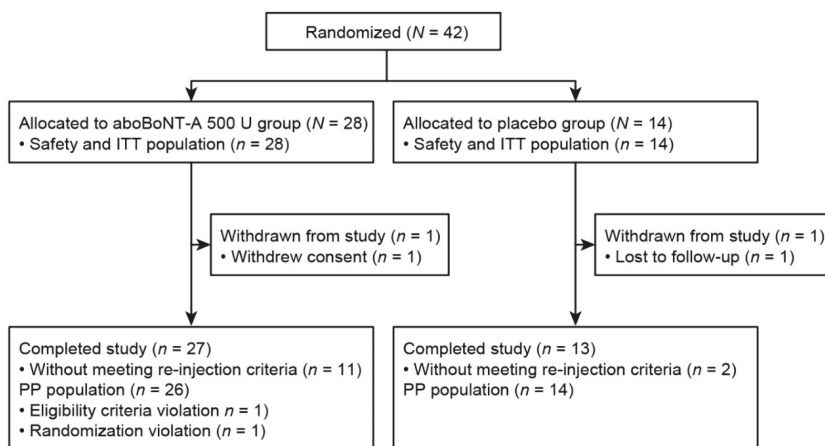 Randomized (N = 42)
Allocated to aboBoNT-A 500 U group (N = 28)
• Safety and ITT population (n = 28)
Allocated to placebo group (N = 14)
• Safety and ITT population (n = 14)
Withdrawn from study (n = 1)
• Withdrew consent (n = 1)
Withdrawn from study (n = 1)
• Lost to follow-up (n = 1)
Completed study (n = 27)
• Without meeting re-injection criteria (n = 11)
PP population (n = 26)
• Eligibility criteria violation n = 1)
• Randomization violation (n = 1)
Completed study (n = 13)
• Without meeting re-injection criteria (n = 2)
PP population (n = 14)